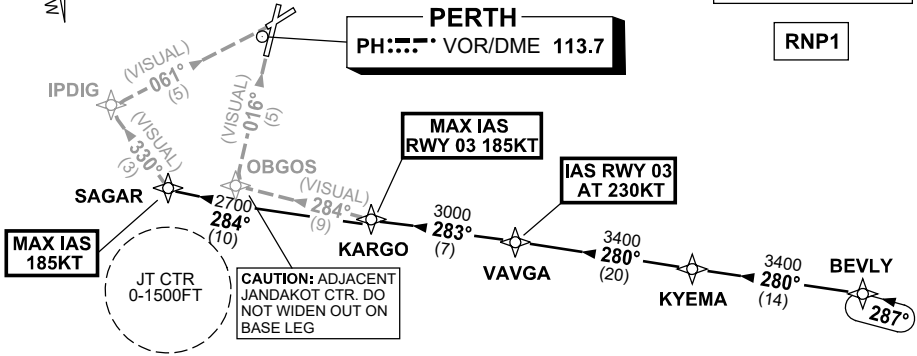 PERTH
PH VOR/DME 113.7
RNP1
IPDIG
(VISUAL)
061°
(5)
(VISUAL)
016°
(5)
(VISUAL)
330°
(3)
OBGOS
MAX IAS
RWY 03 185KT
IAS RWY 03
AT 230KT
SAGAR
2700
284°
(10)
(VISUAL)
284°
(9)
KARGO
3000
283°
(7)
VAVGA
3400
280°
(20)
KYEMA
3400
280°
(14)
BEVLY
287°
MAX IAS
185KT
JT CTR
0-1500FT
CAUTION: ADJACENT
JANDAKOT CTR. DO
NOT WIDEN OUT ON
BASE LEG